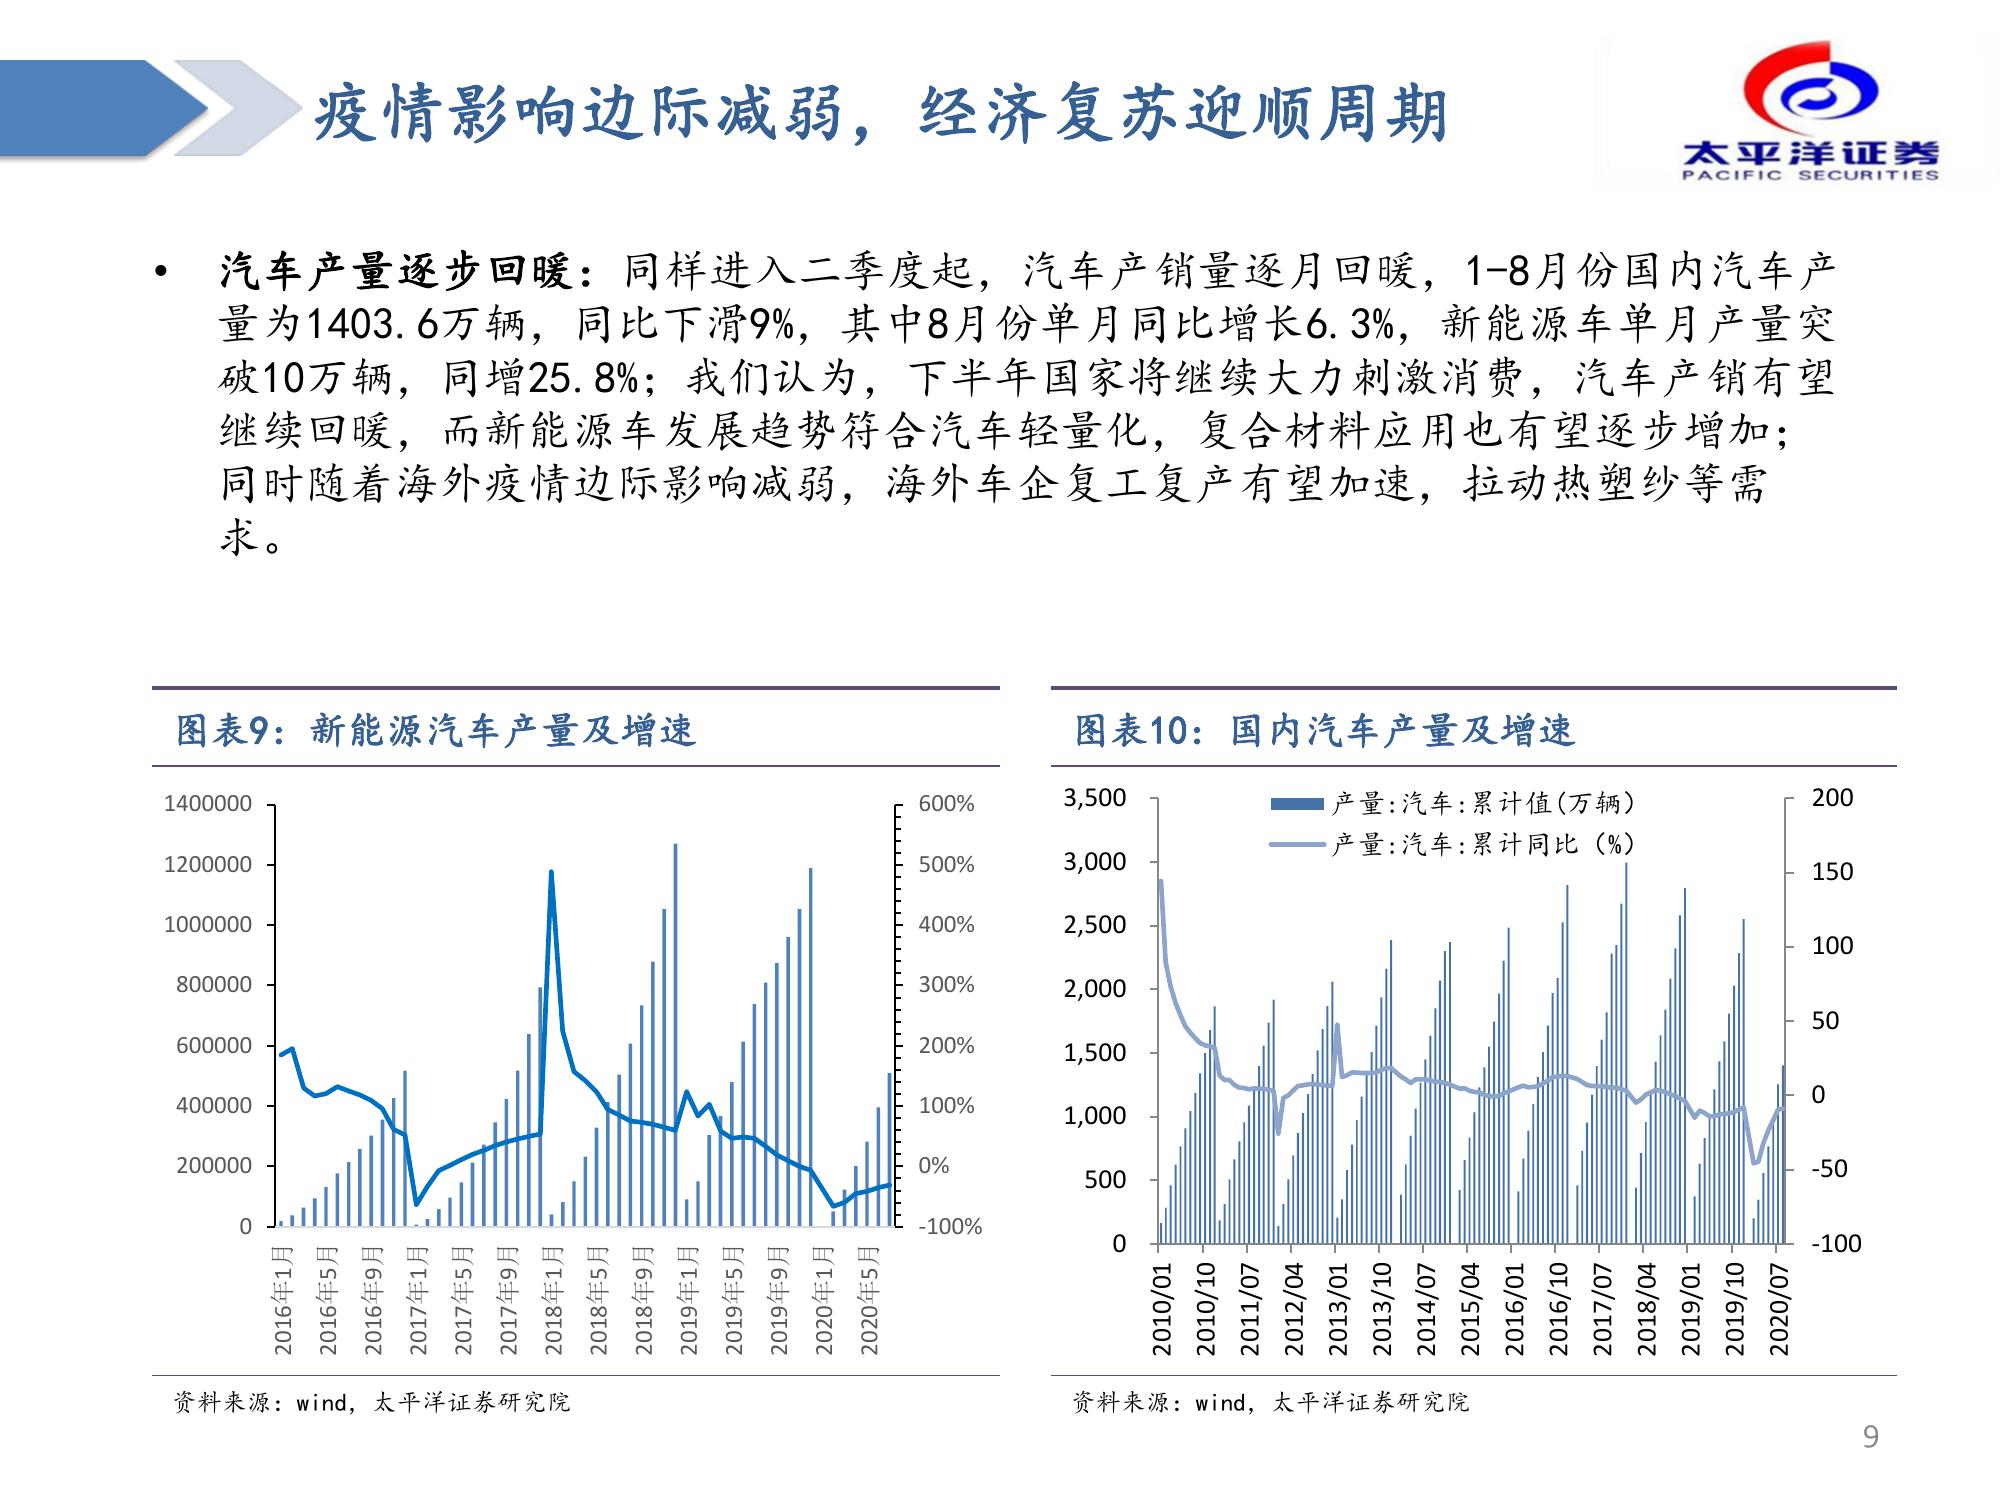 疫情影响边际减弱，经济复苏迎顺周期
太平洋证券
PACIFIC SECURITIES
• 汽车产量逐步回暖：同样进入二季度起，汽车产销量逐月回暖，1-8月份国内汽车产
量为1403.6万辆，同比下滑9%，其中8月份单月同比增长6.3%，新能源车单月产量突
破10万辆，同增25.8%；我们认为，下半年国家将继续大力刺激消费，汽车产销有望
继续回暖，而新能源车发展趋势符合汽车轻量化，复合材料应用也有望逐步增加；
同时随着海外疫情边际影响减弱，海外车企复工复产有望加速，拉动热塑纱等需
求。
图表9：新能源汽车产量及增速
1400000
1200000
1000000
800000
600000
400000
200000
0
600%
500%
400%
300%
200%
100%
0%
-100%
2016年1月
2016年5月
2016年9月
2017年1月
2017年5月
2017年9月
2018年1月
2018年5月
2018年9月
2019年1月
2019年5月
2019年9月
2020年1月
2020年5月
资料来源：wind，太平洋证券研究院
图表10：国内汽车产量及增速
产量:汽车:累计值(万辆)
产量:汽车:累计同比 (%)
3,500
3,000
2,500
2,000
1,500
1,000
500
0
200
150
100
50
0
-50
-100
2010/01
2010/10
2011/07
2012/04
2013/01
2013/10
2014/07
2015/04
2016/01
2016/10
2017/07
2018/04
2019/01
2019/10
2020/07
资料来源：wind，太平洋证券研究院
9